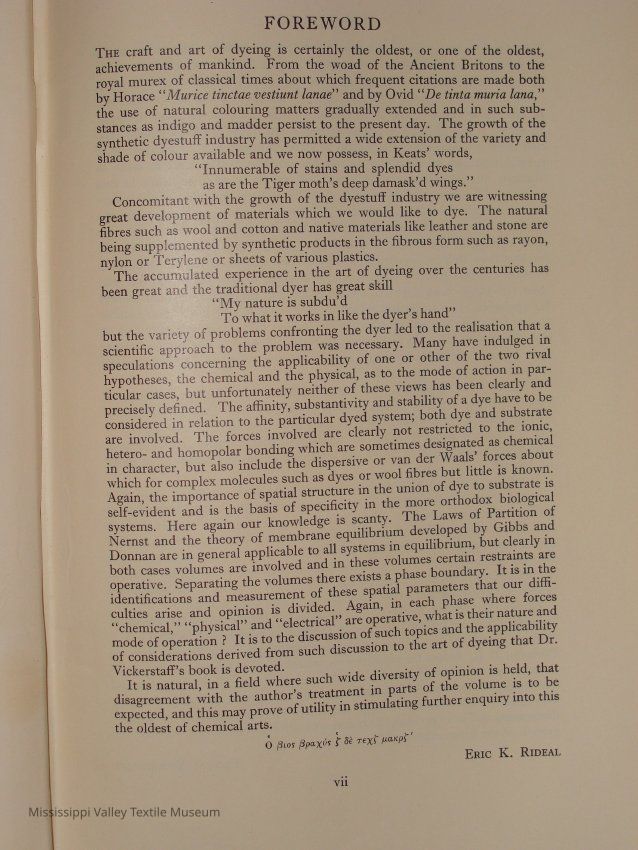 FOREWORD
THE craft and art of dyeing is certainly the oldest, or one of the oldest,
achievements of mankind. From the woad of the Ancient Britons to the
royal murex of classical times about which frequent citations are made both
by Horace "Murice tinctae vestiunt lanae" and by Ovid "De tinta muria lana,"
the use of natural colouring matters gradually extended and in such sub-
stances as indigo and madder persist to the present day. The growth of the
synthetic dyestuff industry has permitted a wide extension of the variety and
shade of colour available and we now possess, in Keats' words,
"Innumerable of stains and splendid dyes
as are the Tiger moth's deep damask'd wings."
Concomitant with the growth of the dyestuff industry we are witnessing
great development of materials which we would like to dye. The natural
fibres such as wool and cotton and native materials like leather and stone are
being supplemented by synthetic products in the fibrous form such as rayon,
nylon or Terylene or sheets of various plastics.
The accumulated experience in the art of dyeing over the centuries has
been great and the traditional dyer has great skill
"My nature is subdu'd
To what it works in like the dyer's hand"
but the variety of problems confronting the dyer led to the realisation that a
scientific approach to the problem was necessary. Many have indulged in
speculations concerning the applicability of one or other of the two rival
hypotheses, the chemical and the physical, as to the mode of action in par-
ticular cases, but unfortunately neither of these views has been clearly and
precisely defined. The affinity, substantivity and stability of a dye have to be
considered in relation to the particular dyed system; both dye and substrate
are involved. The forces involved are clearly not restricted to the ionic,
hetero- and homopolar bonding which are sometimes designated as chemical
in character, but also include the dispersive or van der Waals' forces about
which for complex molecules such as dyes or wool fibres but little is known.
Again, the importance of spatial structure in the union of dye to substrate is
self-evident and is the basis of specificity in the more orthodox biological
systems. Here again our knowledge is scanty. The Laws of Partition of
Nernst and the theory of membrane equilibrium developed by Gibbs and
Donnan are in general applicable to all systems in equilibrium, but clearly in
both cases volumes are involved and in these volumes certain restraints are
operative. Separating the volumes there exists a phase boundary. It is in the
identifications and measurement of these spatial parameters that our diffi-
culties arise and opinion is divided. Again, in each phase where forces
"chemical," "physical" and "electrical" are operative, what is their nature and
mode of operation ? It is to the discussion of such topics and the applicability
of considerations derived from such discussion to the art of dyeing that Dr.
Vickerstaff's book is devoted.
It is natural, in a field where such wide diversity of opinion is held, that
disagreement with the author's treatment in parts of the volume is to be
expected, and this may prove of utility in stimulating further enquiry into this
the oldest of chemical arts.
βιος βραχύς δὲ
ERIC K. RIDEAL
vii
Mississippi Valley Textile Museum